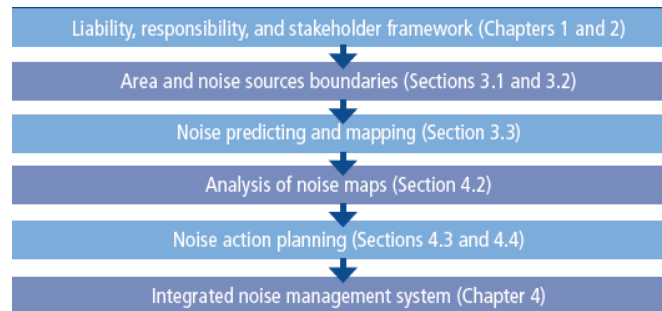 Liability, responsibility, and stakeholder framework (Chapters 1 and 2)
Area and noise sources boundaries (Sections 3.1 and 3.2)
Noise predicting and mapping (Section 3.3)
Analysis of noise maps (Section 4.2)
Noise action planning (Sections 4.3 and 4.4)
Integrated noise management system (Chapter 4)